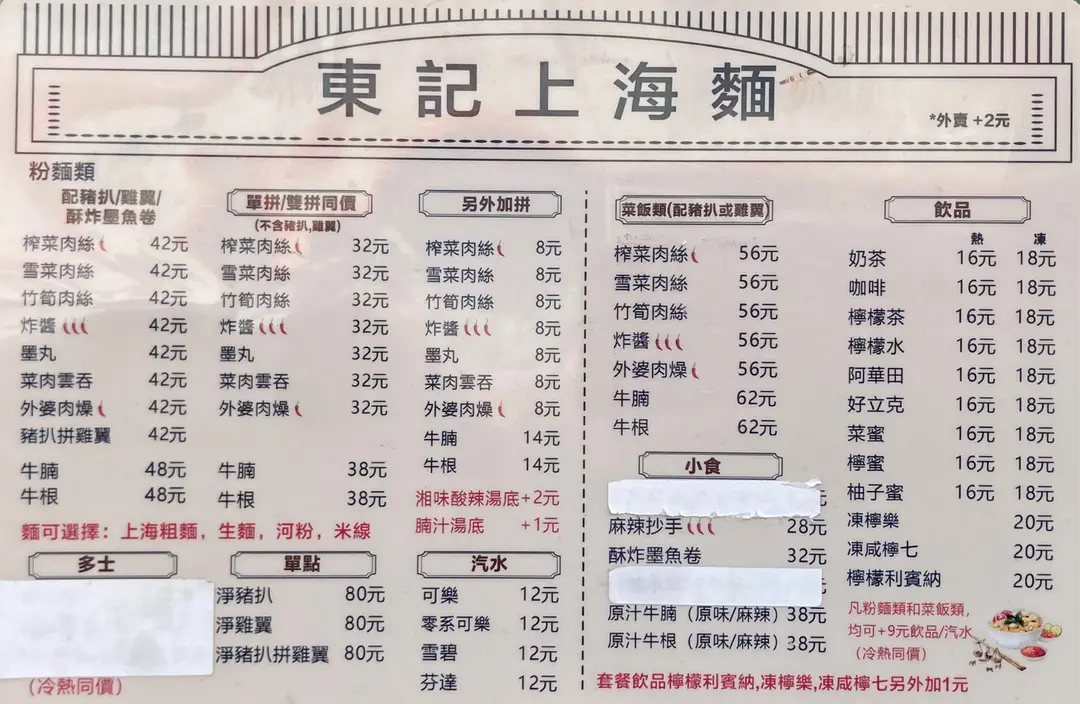 東記上海麵
*外賣 +2元
粉麵類
配豬扒/雞翼/
酥炸墨魚卷
榨菜肉絲 42元
雪菜肉絲 42元
竹筍肉絲 42元
炸醬 42元
墨丸 42元
菜肉雲吞 42元
外婆肉燥 42元
豬扒拼雞翼 42元
牛腩 48元
牛根 48元
單拼/雙拼同價
(不含豬扒,雞翼)
榨菜肉絲 32元
雪菜肉絲 32元
竹筍肉絲 32元
炸醬 32元
墨丸 32元
菜肉雲吞 32元
外婆肉燥 32元
牛腩 38元
牛根 38元
麵可選擇：上海粗麵，生麵，河粉，米線
另外加拼
榨菜肉絲 8元
雪菜肉絲 8元
竹筍肉絲 8元
炸醬 8元
墨丸 8元
菜肉雲吞 8元
外婆肉燥 8元
牛腩 14元
牛根 14元
湘味酸辣湯底+2元
腩汁湯底 +1元
多士
(冷熱同價)
單點
淨豬扒 80元
淨雞翼 80元
淨豬扒拼雞翼 80元
汽水
可樂 12元
零系可樂 12元
雪碧 12元
芬達 12元
菜飯類(配豬扒或雞翼)
榨菜肉絲 56元
雪菜肉絲 56元
竹筍肉絲 56元
炸醬 56元
外婆肉燥 56元
牛腩 62元
牛根 62元
小食
麻辣抄手 28元
酥炸墨魚卷 32元
原汁牛腩（原味/麻辣）38元
原汁牛根（原味/麻辣）38元
飲品
熱 凍
奶茶 16元 18元
咖啡 16元 18元
檸檬茶 16元 18元
檸檬水 16元 18元
阿華田 16元 18元
好立克 16元 18元
菜蜜 16元 18元
檸蜜 16元 18元
柚子蜜 16元 18元
凍檸樂 20元
凍咸檸七 20元
檸檬利賓納 20元
凡粉麵類和菜飯類，
均可+9元飲品/汽水
（冷熱同價）
套餐飲品檸檬利賓納,凍檸樂,凍咸檸七另外加1元